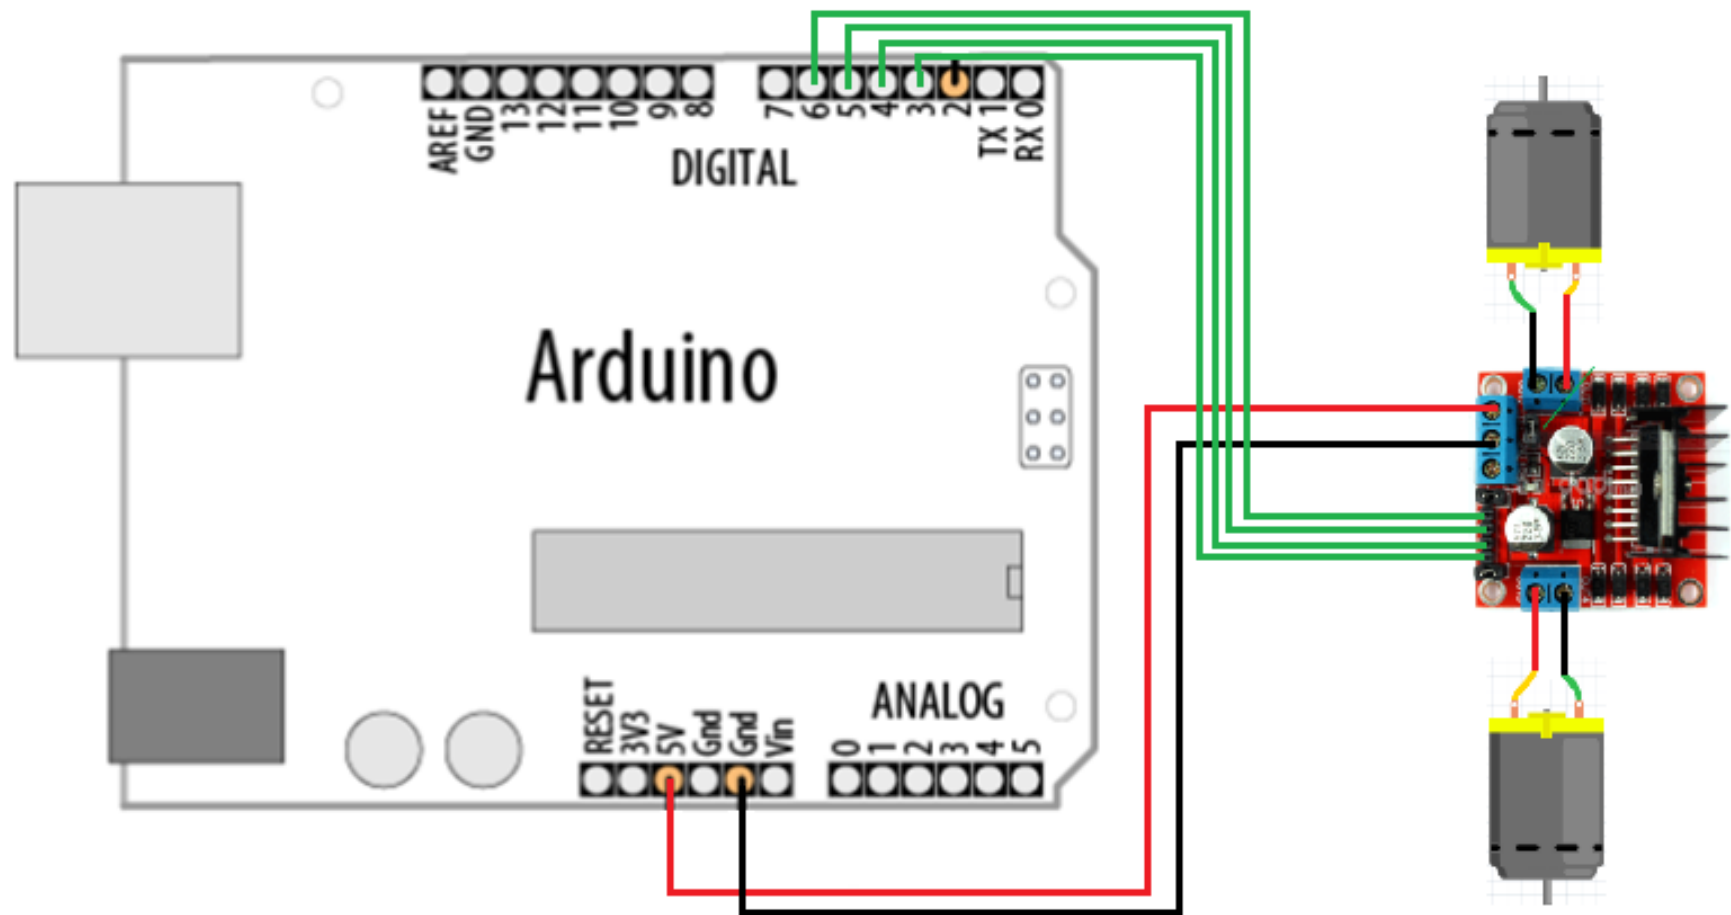 AREF GND 13 12 11 10 9 8 7 6 5 4 3 2 TX 1 RX 0
DIGITAL
Arduino
ANALOG
RESET 3V3 5V Gnd Gnd Vin 0 1 2 3 4 5